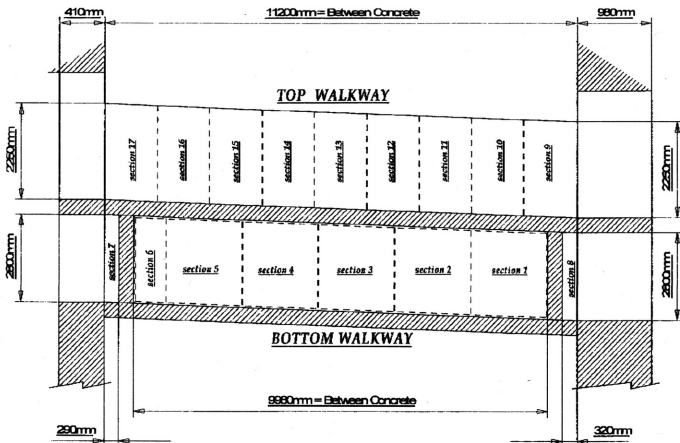 410mm
11200mm = Between Concrete
980mm
TOP WALKWAY
2250mm
section 17
section 16
section 15
section 14
section 13
section 12
section 11
section 10
section 9
2250mm
2800mm
section 7
section 6
section 5
section 4
section 3
section 2
section 1
section 8
2800mm
BOTTOM WALKWAY
9980mm = Between Concrete
290mm
320mm